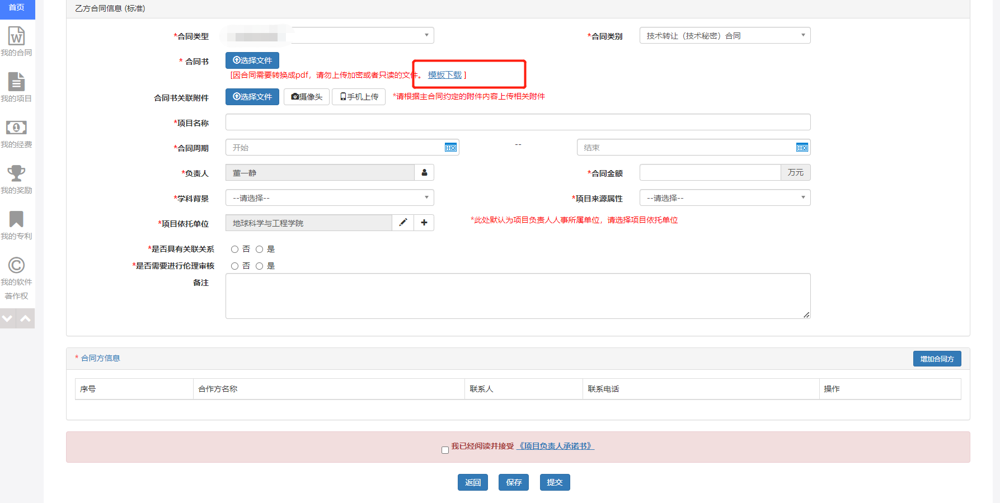 首页
我的合同
我的项目
我的经费
我的奖励
我的专利
我的软件
著作权
乙方合同信息 (标准)
*合同类型
*合同类别 技术转让（技术秘密）合同
* 合同书 选择文件
[因合同需要转换成pdf，请勿上传加密或者只读的文件。 模板下载 ]
合同书关联附件 选择文件 摄像头 手机上传 *请根据主合同约定的附件内容上传相关附件
*项目名称
*合同周期 开始 -- 结束
*负责人 董一静 *合同金额 万元
*学科背景 --请选择-- *项目来源属性 --请选择--
*项目依托单位 地球科学与工程学院 *此处默认为项目负责人人事所属单位，请选择项目依托单位
*是否具有关联关系 否 是
*是否需要进行伦理审核 否 是
备注
* 合同方信息 增加合同方
序号 合作方名称 联系人 联系电话 操作
我已经阅读并接受 《项目负责人承诺书》
返回 保存 提交